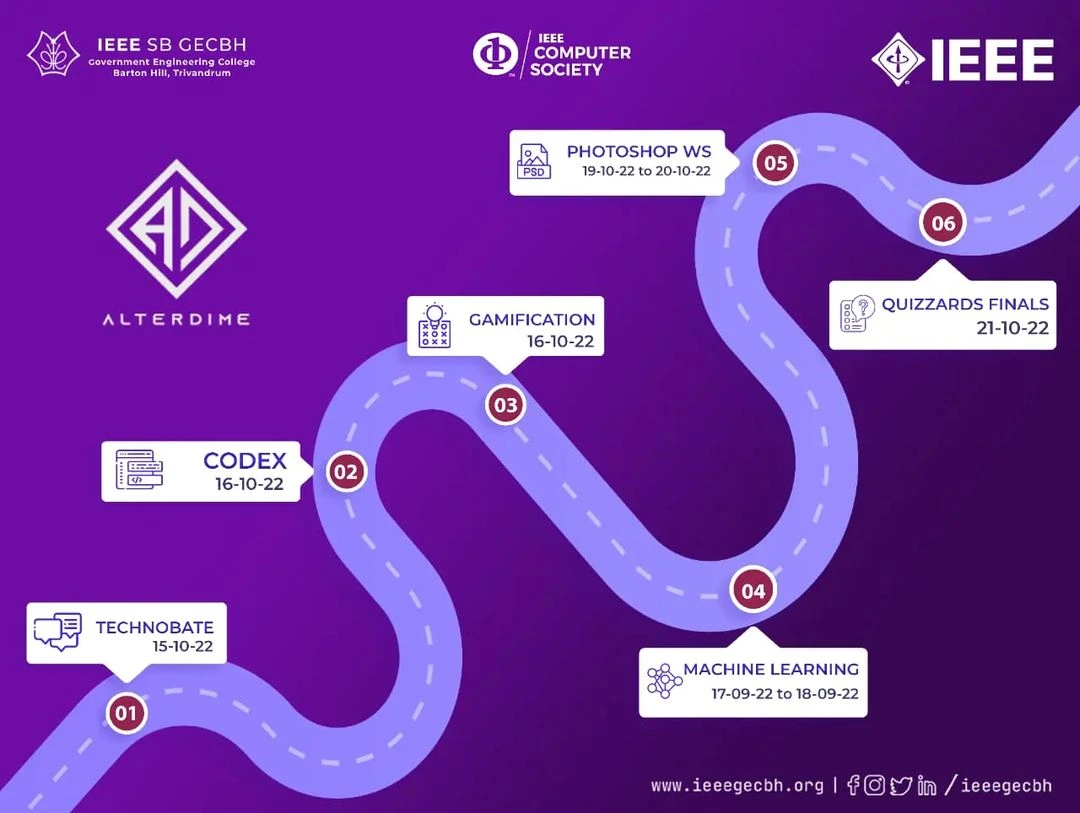 IEEE SB GECBH
Government Engineering College
Barton Hill, Trivandrum
IEEE
COMPUTER
SOCIETY
TM
IEEE
AD
ALTERDIME
PHOTOSHOP WS
19-10-22 to 20-10-22
PSD
05
06
QUIZZARDS FINALS
21-10-22
GAMIFICATION
16-10-22
03
CODEX
16-10-22
02
04
MACHINE LEARNING
17-09-22 to 18-09-22
TECHNOBATE
15-10-22
01
www.ieeegecbh.org | /ieeegecbh